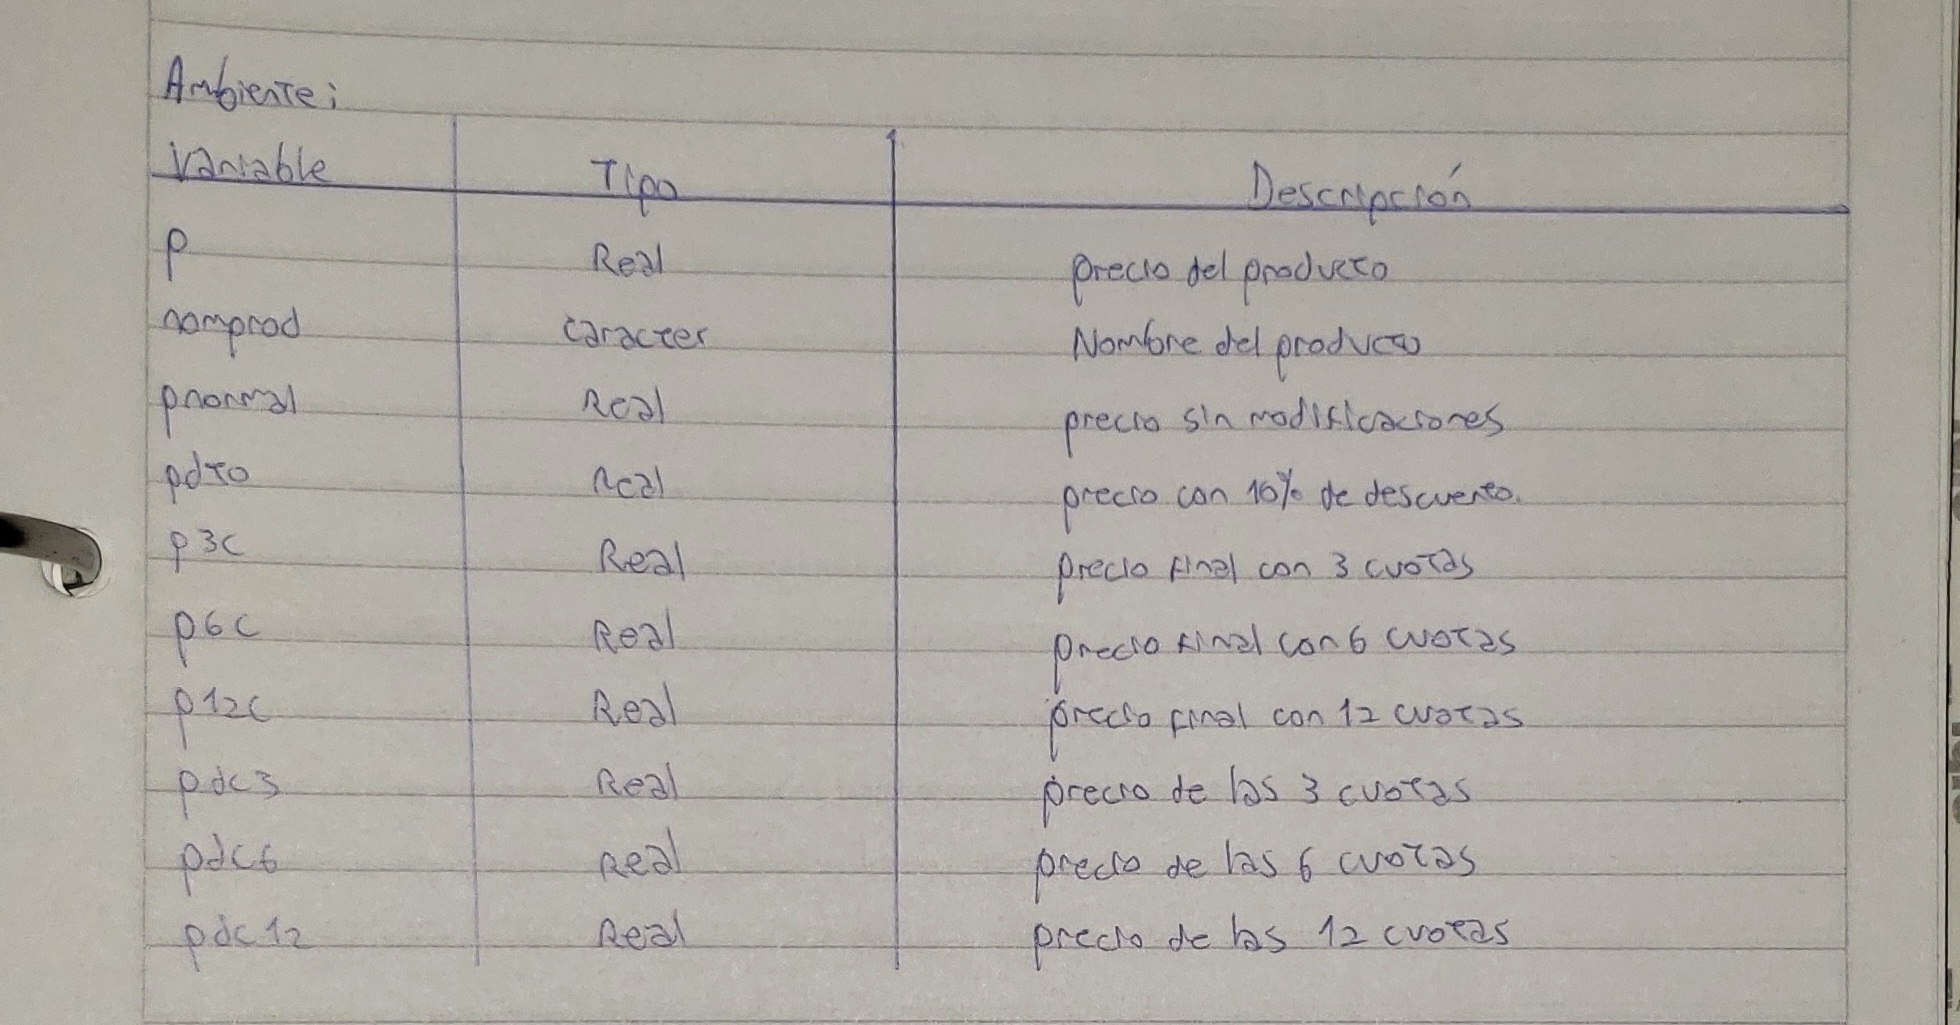 Ambiente:
Variable Tipo Descripción
p Real precio del producto
nomprod caracter Nombre del producto
pnormal Real precio sin modificaciones
pdto Real precio con 10% de descuento.
p3c Real precio final con 3 cuotas
p6c Real precio final con 6 cuotas
p12c Real precio final con 12 cuotas
pdc3 Real precio de las 3 cuotas
pdc6 Real precio de las 6 cuotas
pdc12 Real precio de las 12 cuotas